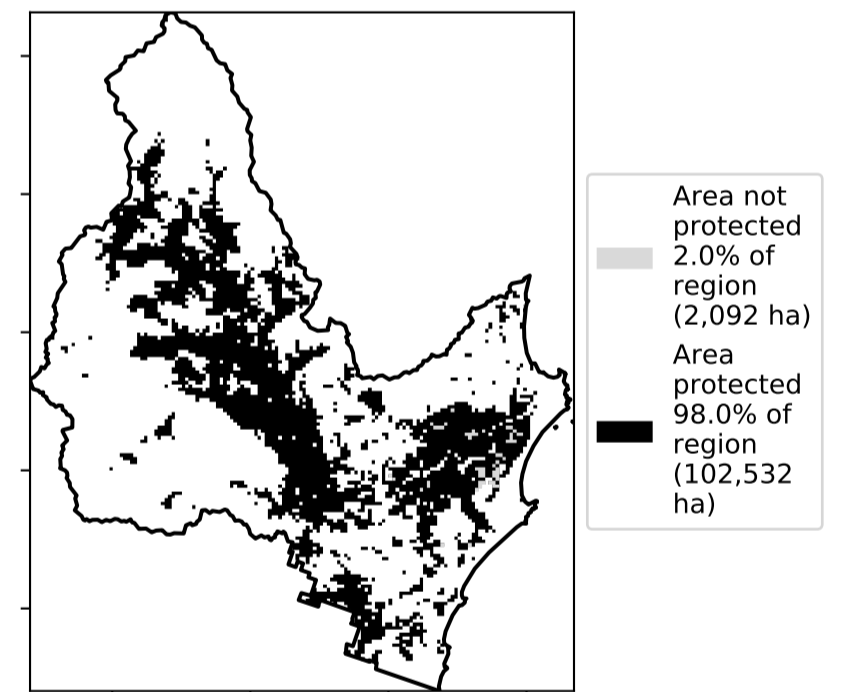 Area not
protected
2.0% of
region
(2,092 ha)
Area
protected
98.0% of
region
(102,532
ha)